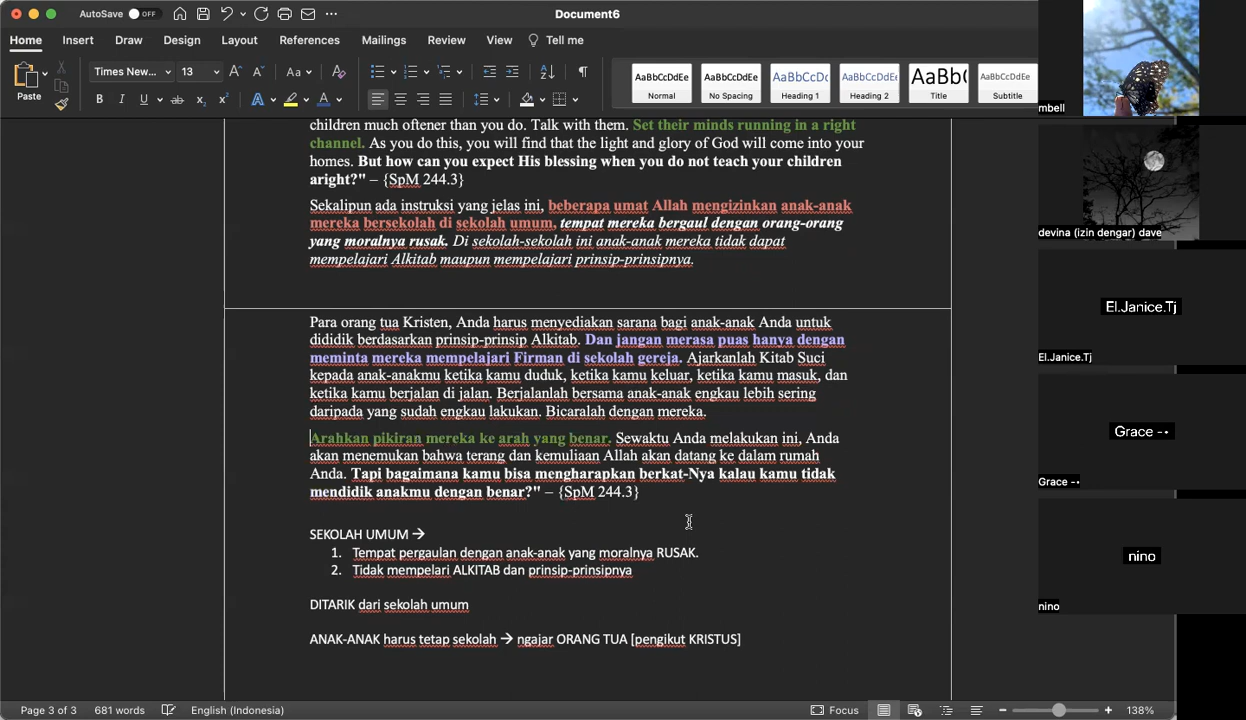 AutoSave OFF
Document6
Home Insert Draw Design Layout References Mailings Review View Tell me
Paste
Times New... 13
Aa
AaBbCcDdEe AaBbCcDdEe AaBbCcDc AaBbCcDdEe AaBb( AaBbCcDdEe
Normal No Spacing Heading 1 Heading 2 Title Subtitle
children much oftener than you do. Talk with them. Set their minds running in a right
channel. As you do this, you will find that the light and glory of God will come into your
homes. But how can you expect His blessing when you do not teach your children
aright?" – {SpM 244.3}
Sekalipun ada instruksi yang jelas ini, beberapa umat Allah mengizinkan anak-anak
mereka bersekolah di sekolah umum, tempat mereka bergaul dengan orang-orang
yang moralnya rusak. Di sekolah-sekolah ini anak-anak mereka tidak dapat
mempelajari Alkitab maupun mempelajari prinsip-prinsipnya.
Para orang tua Kristen, Anda harus menyediakan sarana bagi anak-anak Anda untuk
dididik berdasarkan prinsip-prinsip Alkitab. Dan jangan merasa puas hanya dengan
meminta mereka mempelajari Firman di sekolah gereja. Ajarkanlah Kitab Suci
kepada anak-anakmu ketika kamu duduk, ketika kamu keluar, ketika kamu masuk, dan
ketika kamu berjalan di jalan. Berjalanlah bersama anak-anak engkau lebih sering
daripada yang sudah engkau lakukan. Bicaralah dengan mereka.
Arahkan pikiran mereka ke arah yang benar. Sewaktu Anda melakukan ini, Anda
akan menemukan bahwa terang dan kemuliaan Allah akan datang ke dalam rumah
Anda. Tapi bagaimana kamu bisa mengharapkan berkat-Nya kalau kamu tidak
mendidik anakmu dengan benar?" – {SpM 244.3}
SEKOLAH UMUM →
1. Tempat pergaulan dengan anak-anak yang moralnya RUSAK.
2. Tidak mempelari ALKITAB dan prinsip-prinsipnya
DITARIK dari sekolah umum
ANAK-ANAK harus tetap sekolah → ngajar ORANG TUA [pengikut KRISTUS]
Page 3 of 3 681 words English (Indonesia) Focus 138%
mbell
devina (izin dengar) dave
El.Janice.Tj
El.Janice.Tj
Grace -•
Grace -•
nino
nino